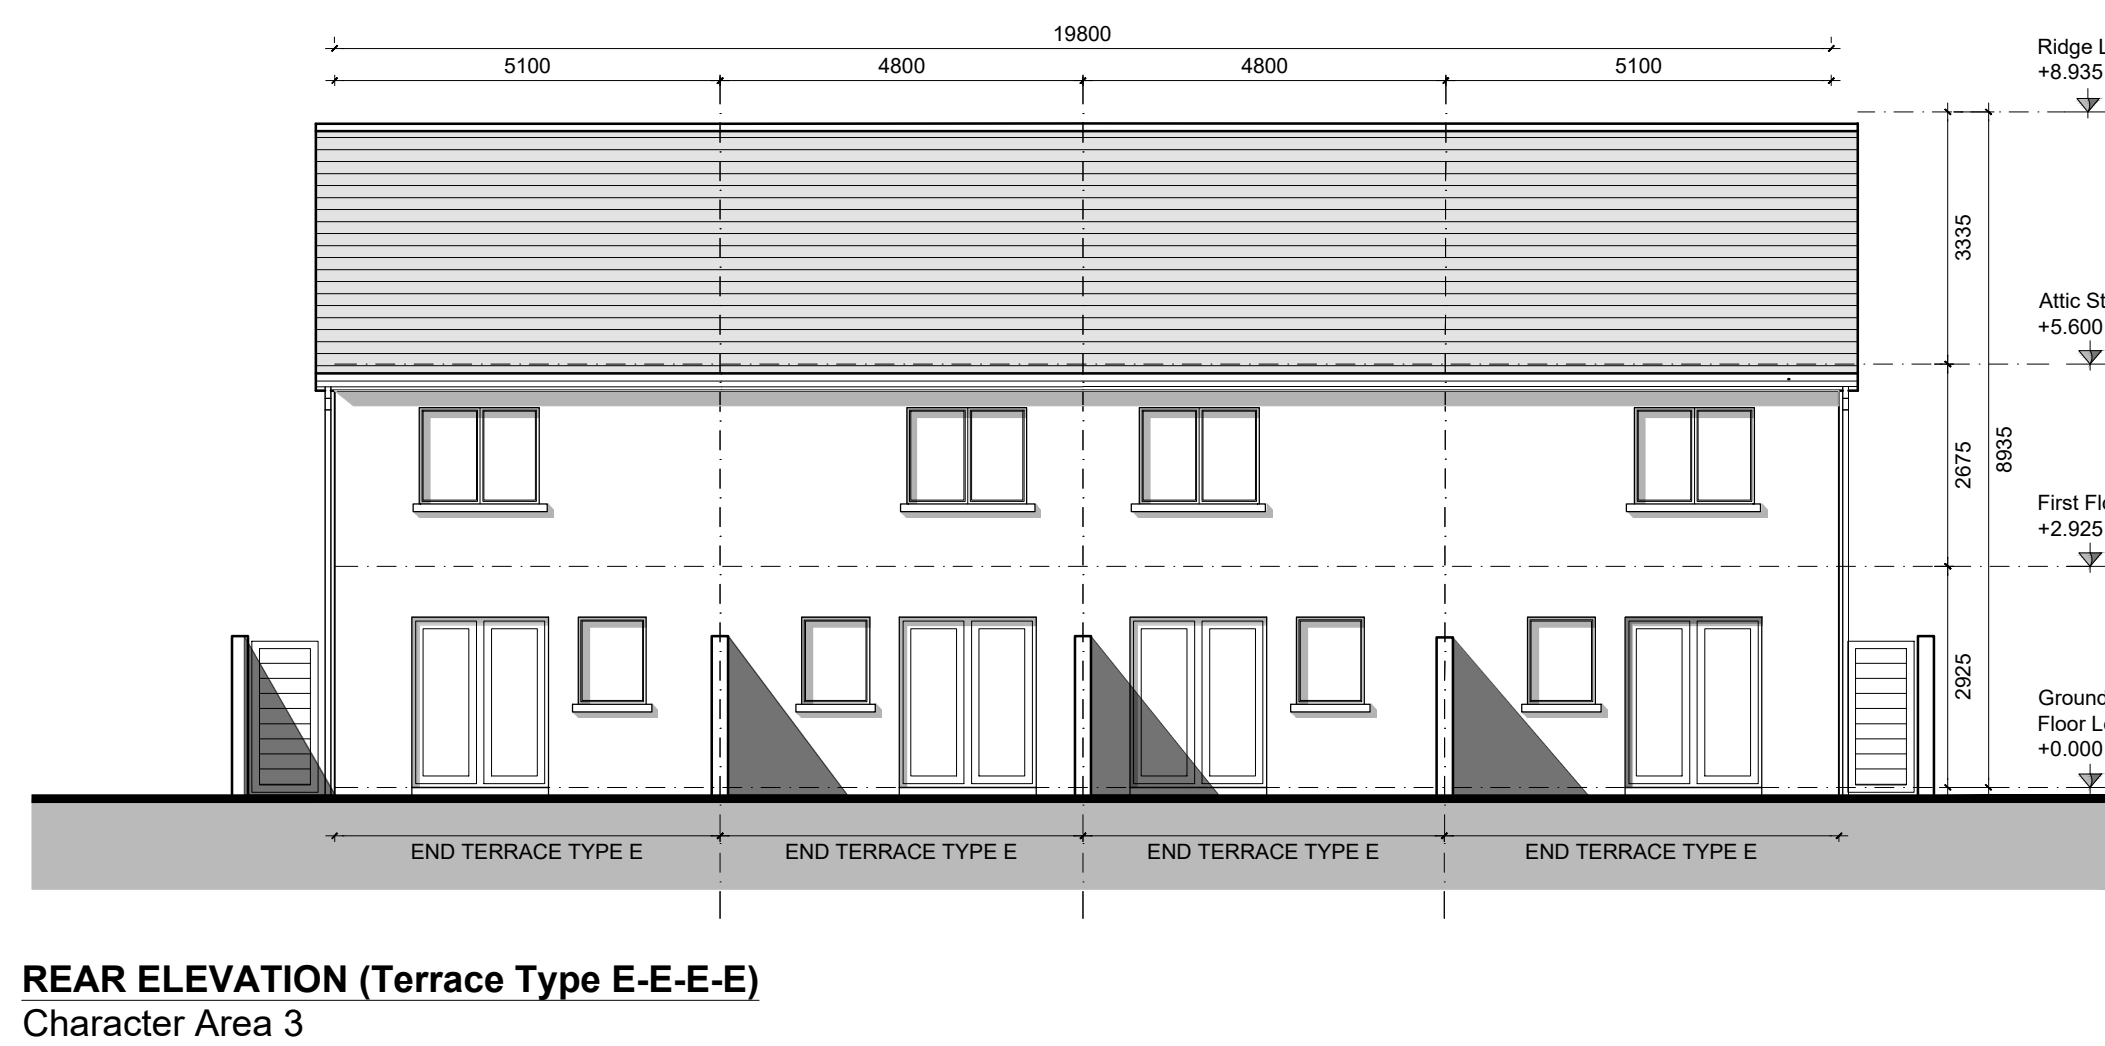 19800
5100 4800 4800 5100
Ridge L
+8.935
3335
Attic St
+5.600
2675
8935
First Flo
+2.925
2925
Ground
Floor Le
+0.000
END TERRACE TYPE E END TERRACE TYPE E END TERRACE TYPE E END TERRACE TYPE E
REAR ELEVATION (Terrace Type E-E-E-E)
Character Area 3